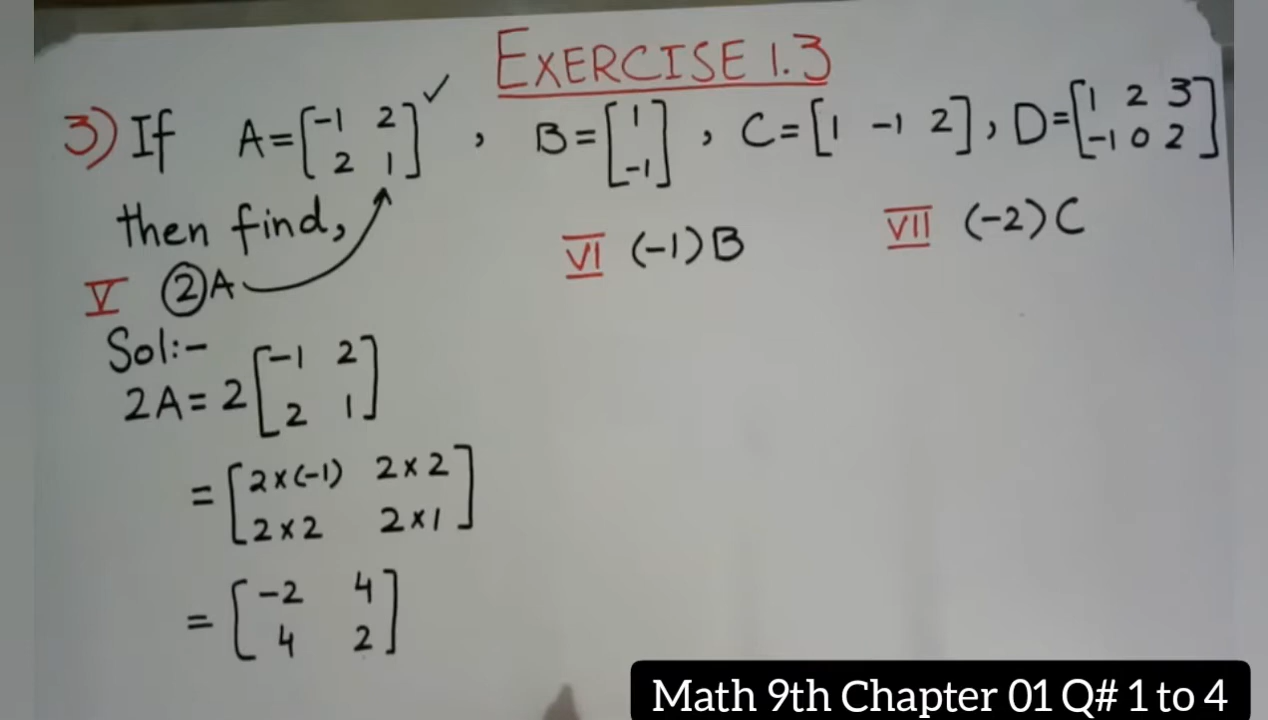 EXERCISE 1.3
3) If A = [-1 2 , B = [1 , C = [1 -1 2], D = [1 2 3
2 1] ✓ -1] -1 0 2]
then find,
V ②A VI (-1)B VII (-2)C
Sol:-
2A = 2 [-1 2
2 1]
= [2×(-1) 2×2
2×2 2×1]
= [-2 4
4 2]
Math 9th Chapter 01 Q# 1 to 4